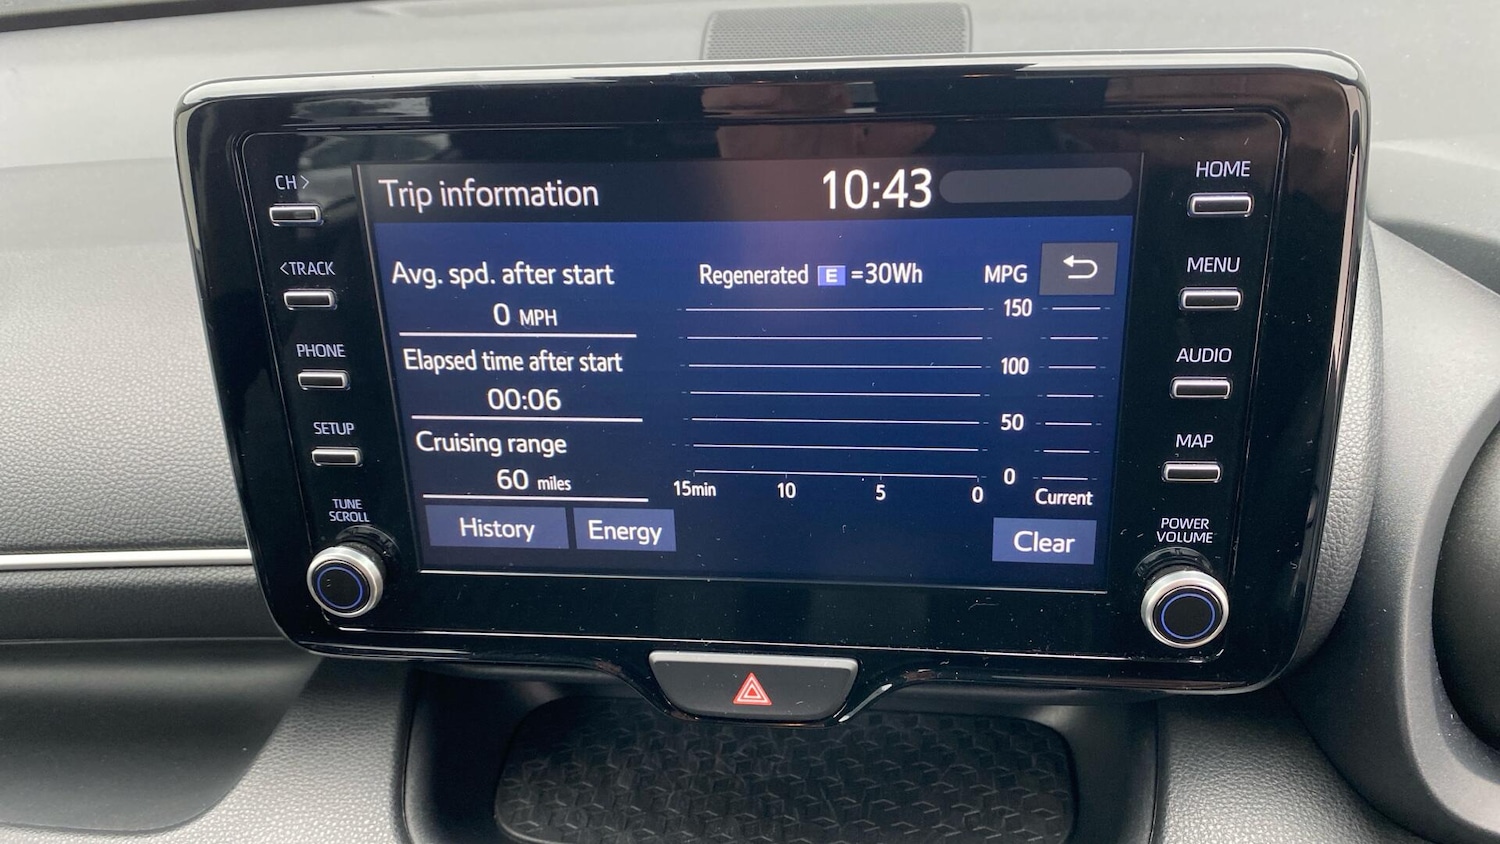 CH>
<TRACK
PHONE
SETUP
TUNE
SCROLL
Trip information
10:43
Avg. spd. after start
0 MPH
Elapsed time after start
00:06
Cruising range
60 miles
History
Energy
Regenerated E =30Wh
MPG
150
100
50
0
15min 10 5 0
Current
Clear
HOME
MENU
AUDIO
MAP
POWER
VOLUME